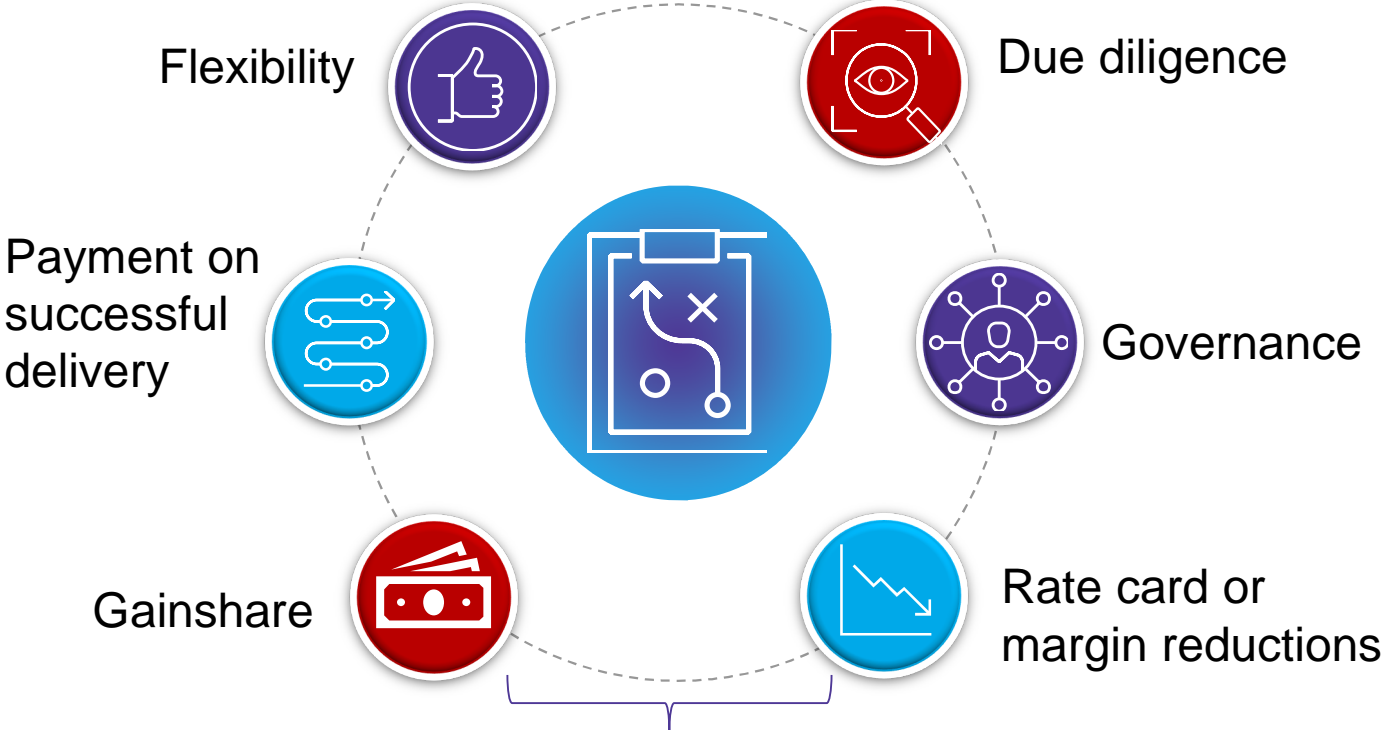 Flexibility
Due diligence
Payment on
successful
delivery
Governance
Gainshare
Rate card or
margin reductions